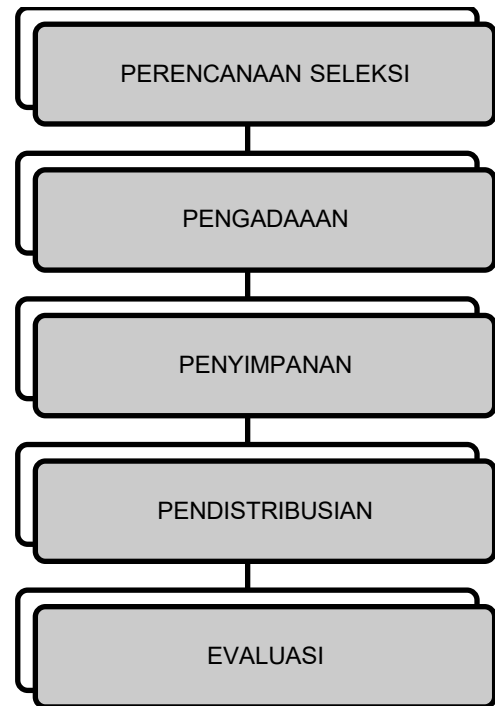 PERENCANAAN SELEKSI
PENGADAAAN
PENYIMPANAN
PENDISTRIBUSIAN
EVALUASI